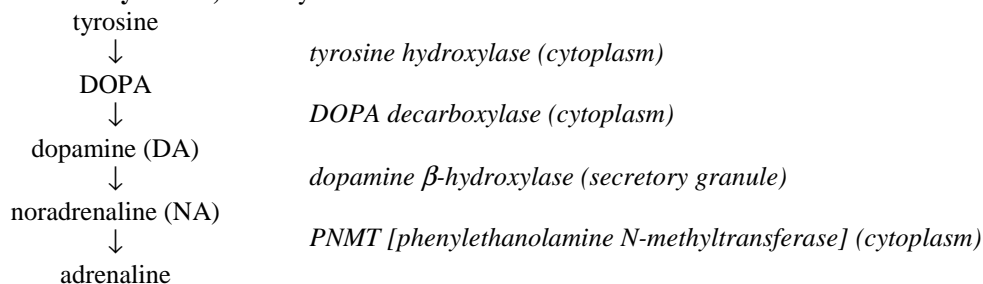 tyrosine
↓ tyrosine hydroxylase (cytoplasm)
DOPA
↓ DOPA decarboxylase (cytoplasm)
dopamine (DA)
↓ dopamine β-hydroxylase (secretory granule)
noradrenaline (NA)
↓ PNMT [phenylethanolamine N-methyltransferase] (cytoplasm)
adrenaline